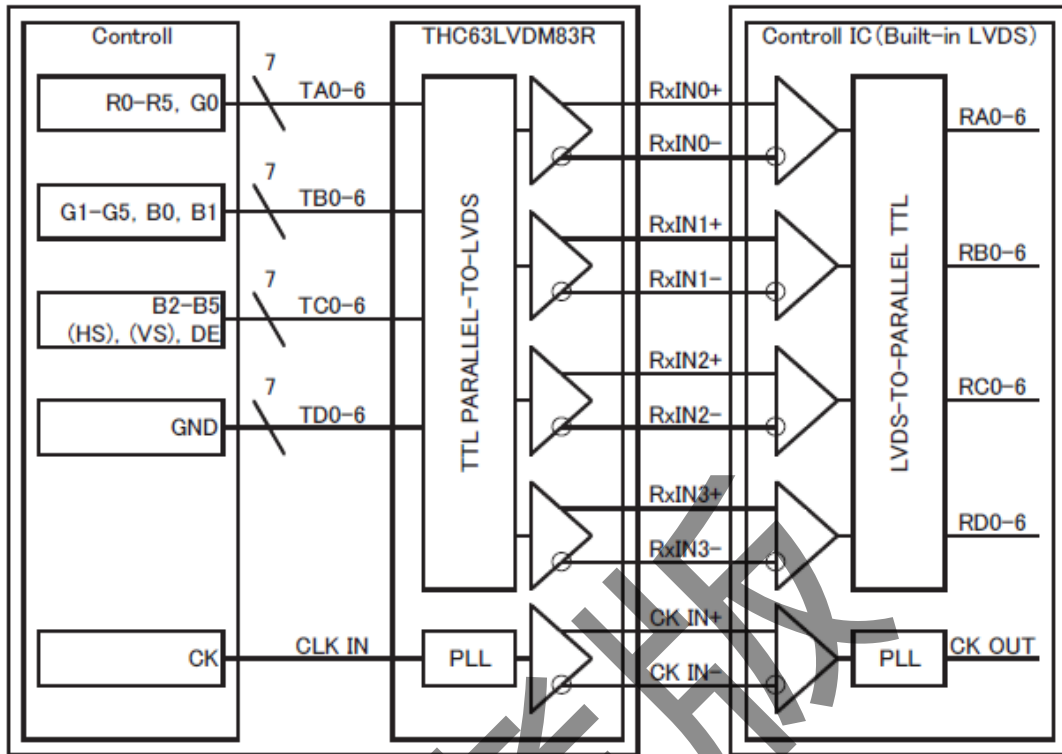 Controll
THC63LVDM83R
Controll IC(Built-in LVDS)
R0-R5, G0
7
TA0-6
RxIN0+
RxIN0-
RA0-6
G1-G5, B0, B1
7
TB0-6
RxIN1+
RxIN1-
RB0-6
B2-B5
(HS), (VS), DE
7
TC0-6
RxIN2+
RxIN2-
RC0-6
GND
7
TD0-6
RxIN3+
RxIN3-
RD0-6
TTL PARALLEL-TO-LVDS
LVDS-TO-PARALLEL TTL
CK
CLK IN
PLL
CK IN+
CK IN-
PLL
CK OUT
版